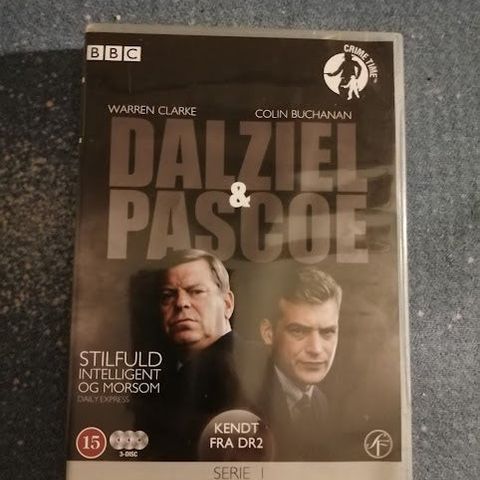 BBC
CRIME TIME
WARREN CLARKE COLIN BUCHANAN
DALZIEL
&
PASCOE
STILFULD
INTELLIGENT
OG MORSOM
DAILY EXPRESS
KENDT
FRA DR2
15
3-DISC
SF
SERIE 1